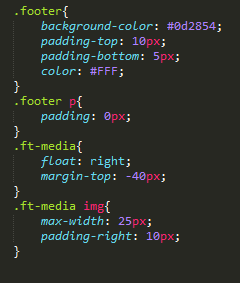 .footer{
background-color: #0d2854;
padding-top: 10px;
padding-bottom: 5px;
color: #FFF;
}
.footer p{
padding: 0px;
}
.ft-media{
float: right;
margin-top: -40px;
}
.ft-media img{
max-width: 25px;
padding-right: 10px;
}